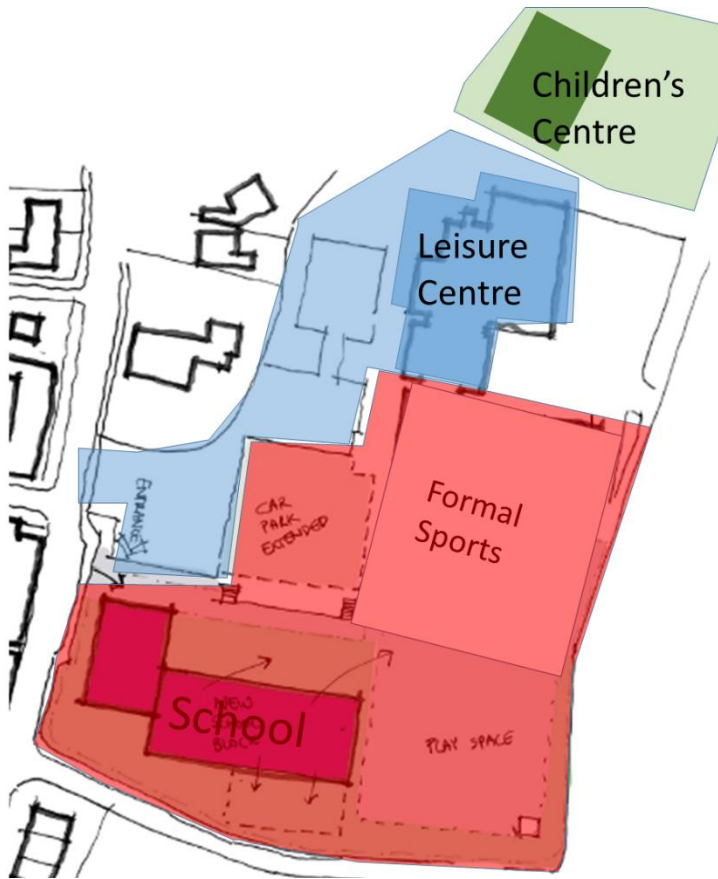 Children's
Centre
Leisure
Centre
ENTRANCE
CAR
PARK
EXTENDED
Formal
Sports
School
NEW
BLOCK
PLAY SPACE